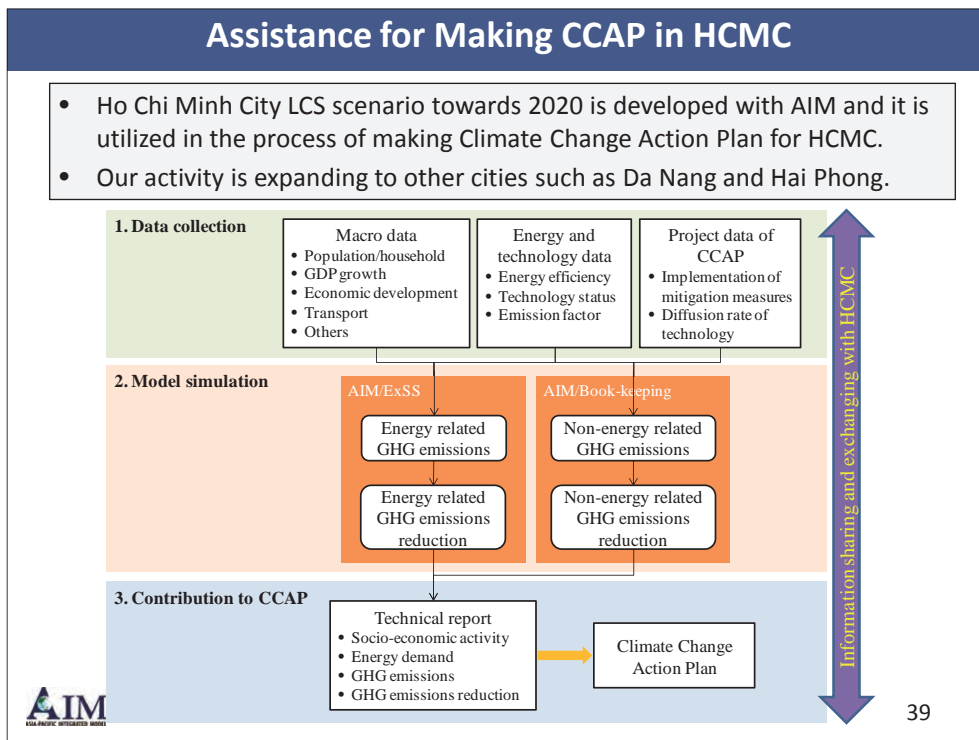 Assistance for Making CCAP in HCMC
• Ho Chi Minh City LCS scenario towards 2020 is developed with AIM and it is
utilized in the process of making Climate Change Action Plan for HCMC.
• Our activity is expanding to other cities such as Da Nang and Hai Phong.
1. Data collection
Macro data
• Population/household
• GDP growth
• Economic development
• Transport
• Others
Energy and
technology data
• Energy efficiency
• Technology status
• Emission factor
Project data of
CCAP
• Implementation of
mitigation measures
• Diffusion rate of
technology
2. Model simulation
AIM/ExSS
Energy related
GHG emissions
Energy related
GHG emissions
reduction
AIM/Book-keeping
Non-energy related
GHG emissions
Non-energy related
GHG emissions
reduction
3. Contribution to CCAP
Technical report
• Socio-economic activity
• Energy demand
• GHG emissions
• GHG emissions reduction
Climate Change
Action Plan
Information sharing and exchanging with HCMC
AIM
ASIA-PACIFIC INTEGRATED MODEL
39